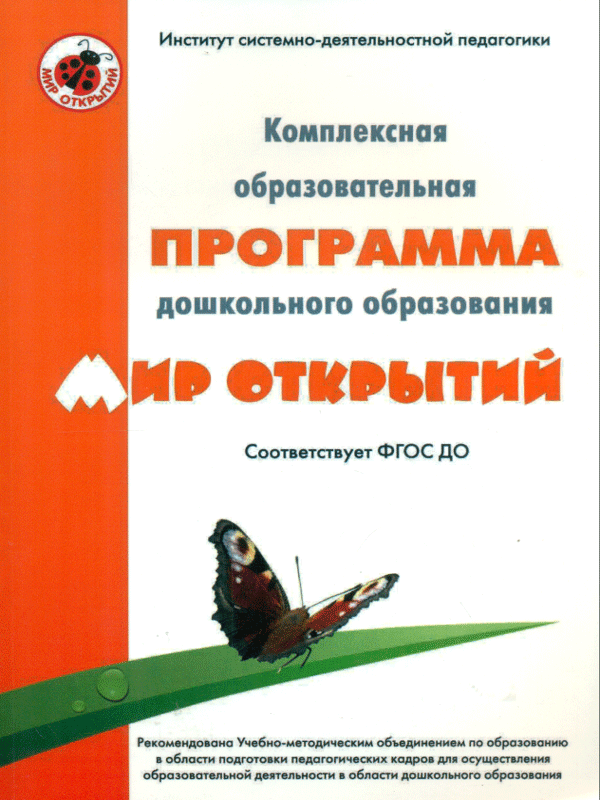 Институт системно-деятельностной педагогики
МИР ОТКРЫТИЙ
Комплексная
образовательная
ПРОГРАММА
дошкольного образования
МИР ОТКРЫТИЙ
Соответствует ФГОС ДО
Рекомендована Учебно-методическим объединением по образованию
в области подготовки педагогических кадров для осуществления
образовательной деятельности в области дошкольного образования